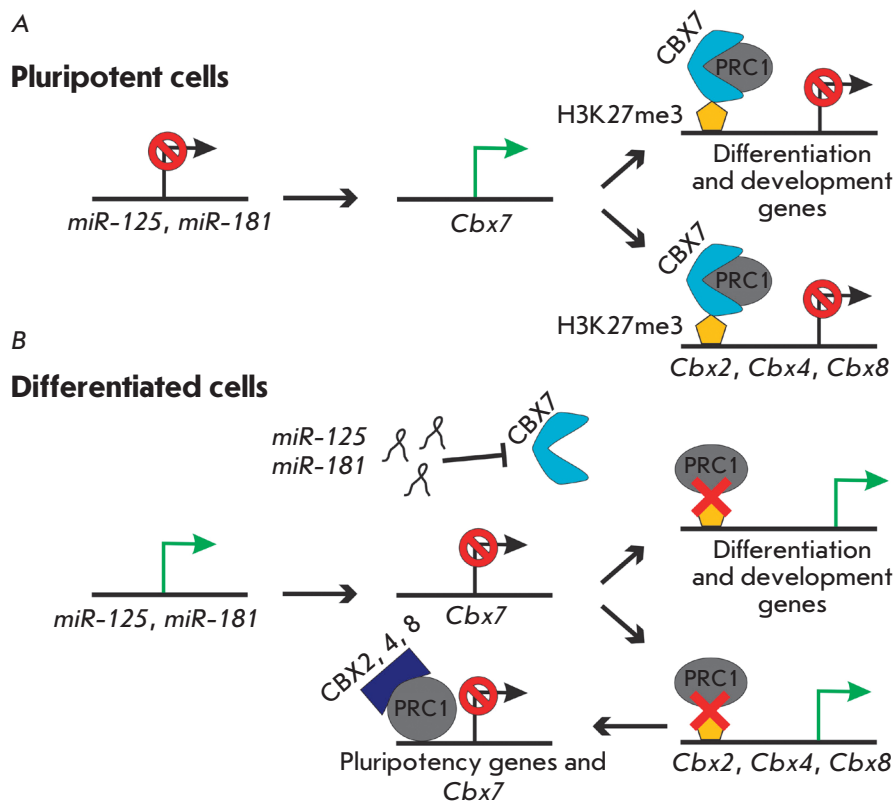 A
Pluripotent cells
miR-125, miR-181
Cbx7
CBX7
PRC1
H3K27me3
Differentiation
and development
genes
CBX7
PRC1
H3K27me3
Cbx2, Cbx4, Cbx8
B
Differentiated cells
miR-125
miR-181
CBX7
miR-125, miR-181
Cbx7
PRC1
Differentiation
and development
genes
CBX2, 4, 8
PRC1
Pluripotency genes and
Cbx7
PRC1
Cbx2, Cbx4, Cbx8